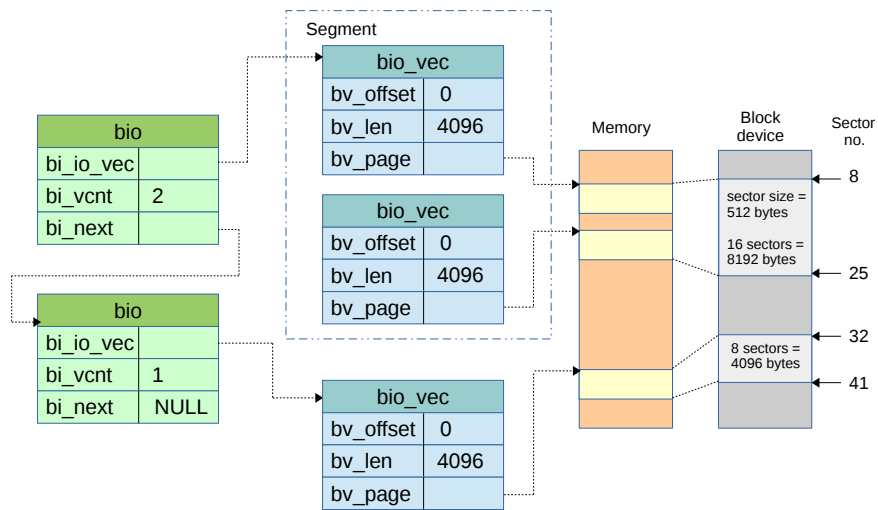 Segment
bio_vec
bv_offset 0
bv_len 4096
bv_page
bio
bi_io_vec
bi_vcnt 2
bi_next
bio_vec
bv_offset 0
bv_len 4096
bv_page
bio
bi_io_vec
bi_vcnt 1
bi_next NULL
bio_vec
bv_offset 0
bv_len 4096
bv_page
Memory
Block
device
Sector
no.
8
sector size =
512 bytes
16 sectors =
8192 bytes
25
32
8 sectors =
4096 bytes
41